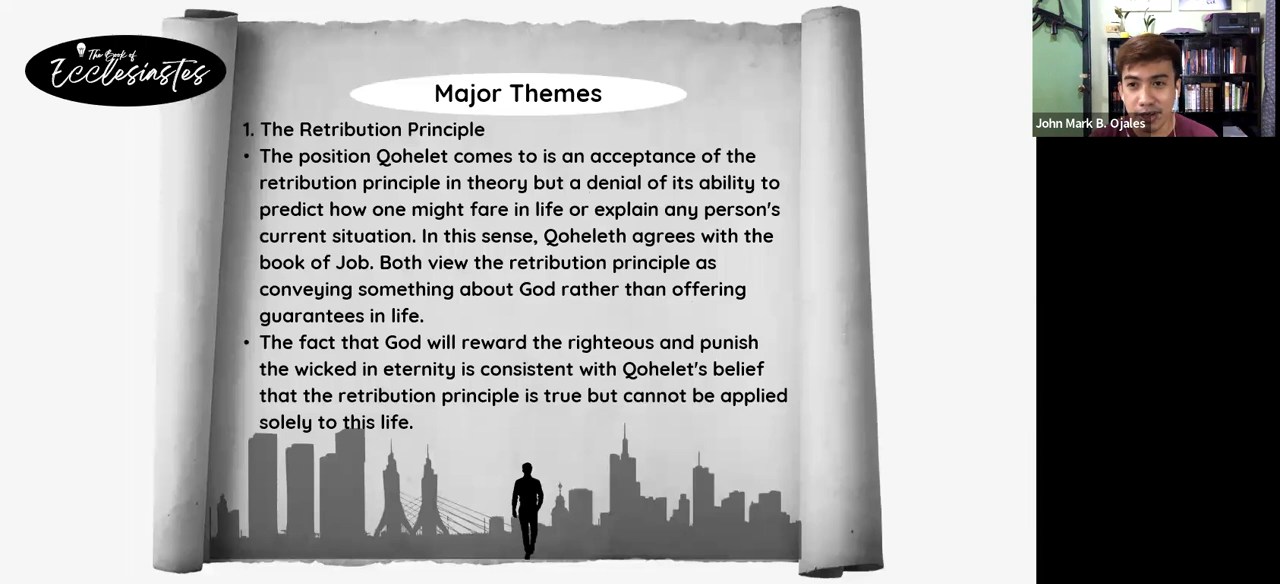 The Book of
Ecclesiastes
Major Themes
1. The Retribution Principle
• The position Qohelet comes to is an acceptance of the
retribution principle in theory but a denial of its ability to
predict how one might fare in life or explain any person's
current situation. In this sense, Qoheleth agrees with the
book of Job. Both view the retribution principle as
conveying something about God rather than offering
guarantees in life.
• The fact that God will reward the righteous and punish
the wicked in eternity is consistent with Qohelet's belief
that the retribution principle is true but cannot be applied
solely to this life.
John Mark B. Ojales